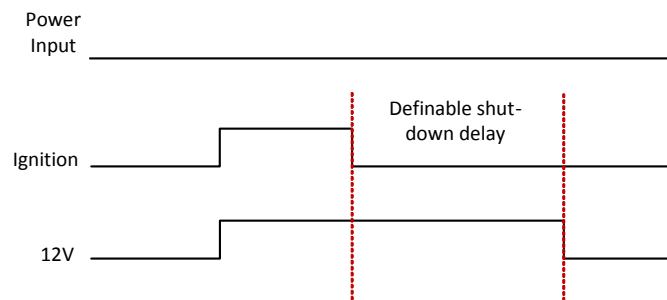 Power
Input
Definable shut-
down delay
Ignition
12V